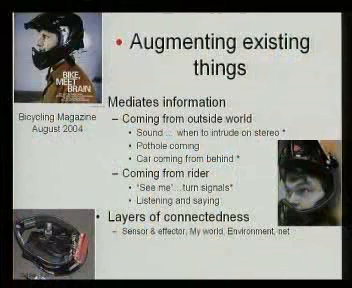 • Augmenting existing
things
BIKE,
MEET
BRAIN
Bicycling Magazine
August 2004
Mediates information
– Coming from outside world
• Sound ... when to intrude on stereo *
• Pothole coming
• Car coming from behind *
– Coming from rider
• "See me"...turn signals*
• Listening and saying
• Layers of connectedness
– Sensor & effector, My world, Environment, net